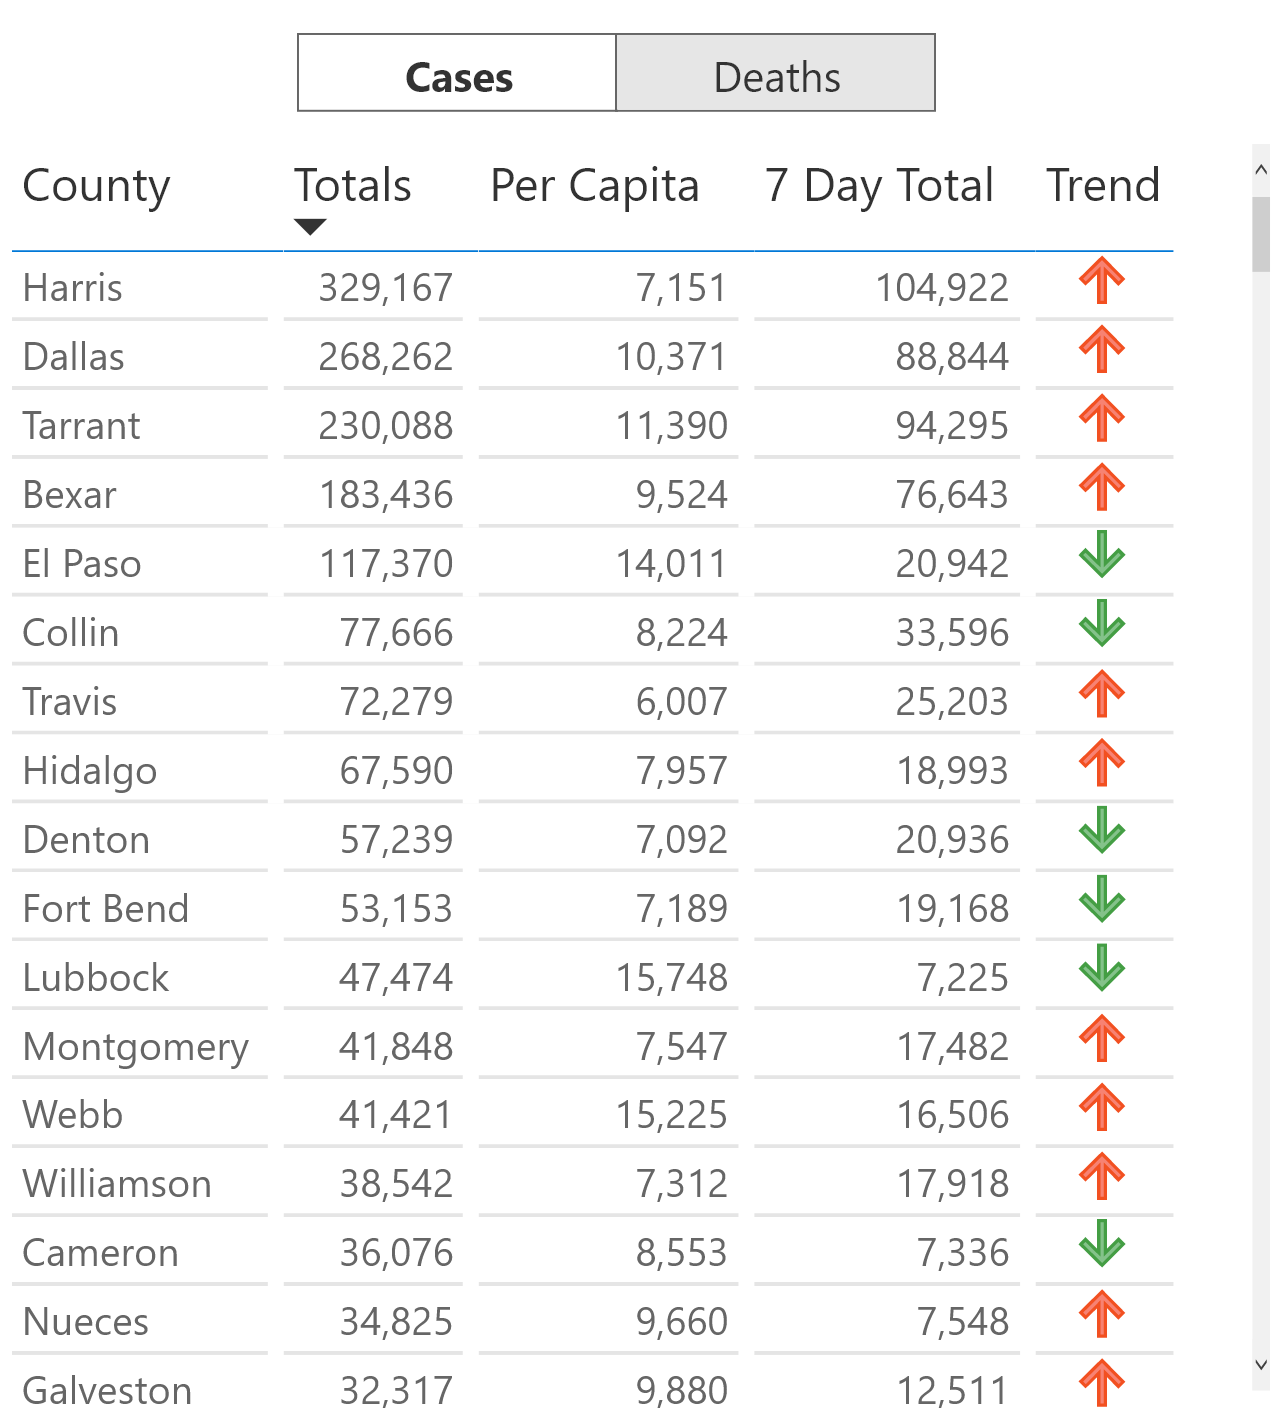 Cases Deaths
County Totals Per Capita 7 Day Total Trend
Harris 329,167 7,151 104,922
Dallas 268,262 10,371 88,844
Tarrant 230,088 11,390 94,295
Bexar 183,436 9,524 76,643
El Paso 117,370 14,011 20,942
Collin 77,666 8,224 33,596
Travis 72,279 6,007 25,203
Hidalgo 67,590 7,957 18,993
Denton 57,239 7,092 20,936
Fort Bend 53,153 7,189 19,168
Lubbock 47,474 15,748 7,225
Montgomery 41,848 7,547 17,482
Webb 41,421 15,225 16,506
Williamson 38,542 7,312 17,918
Cameron 36,076 8,553 7,336
Nueces 34,825 9,660 7,548
Galveston 32,317 9,880 12,511